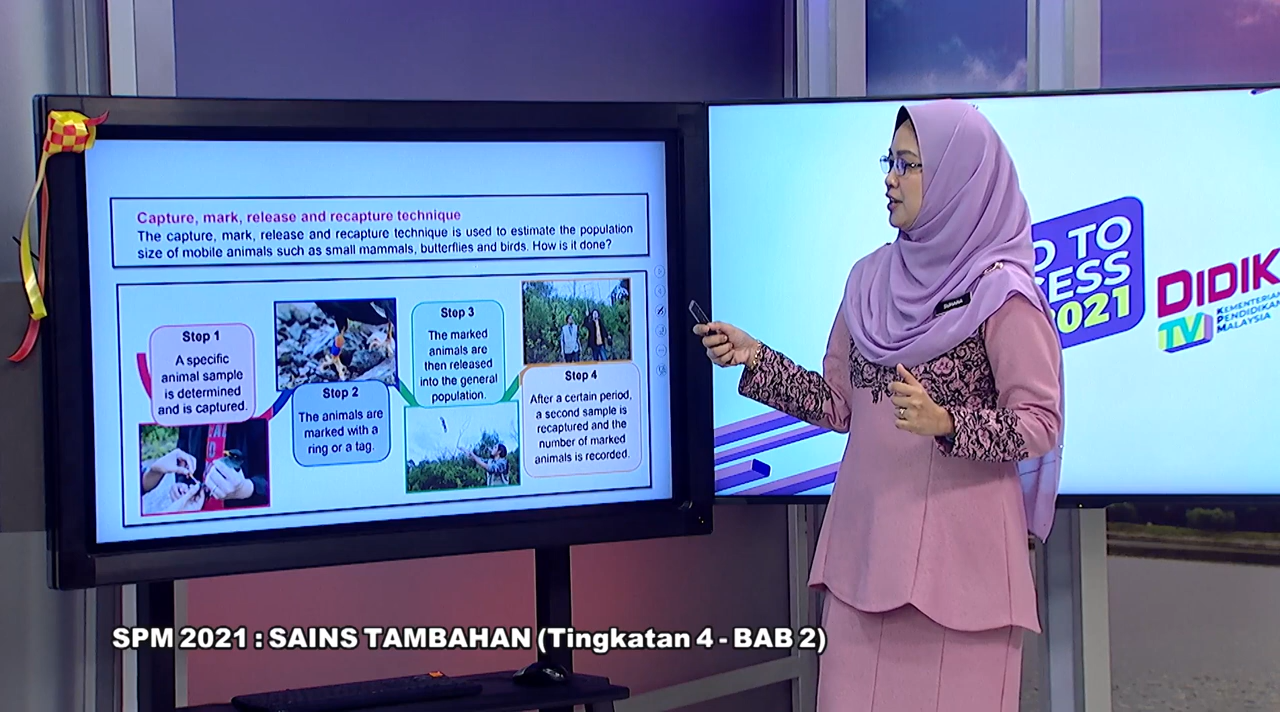 Capture, mark, release and recapture technique
The capture, mark, release and recapture technique is used to estimate the population
size of mobile animals such as small mammals, butterflies and birds. How is it done?
Step 1
A specific
animal sample
is determined
and is captured.
Step 2
The animals are
marked with a
ring or a tag.
Step 3
The marked
animals are
then released
into the general
population.
Step 4
After a certain period,
a second sample is
recaptured and the
number of marked
animals is recorded.
TO
2021
DIDIK
TV
KEMENTERIAN
PENDIDIKAN
MALAYSIA
SUHANA
SPM 2021 : SAINS TAMBAHAN (Tingkatan 4 - BAB 2)